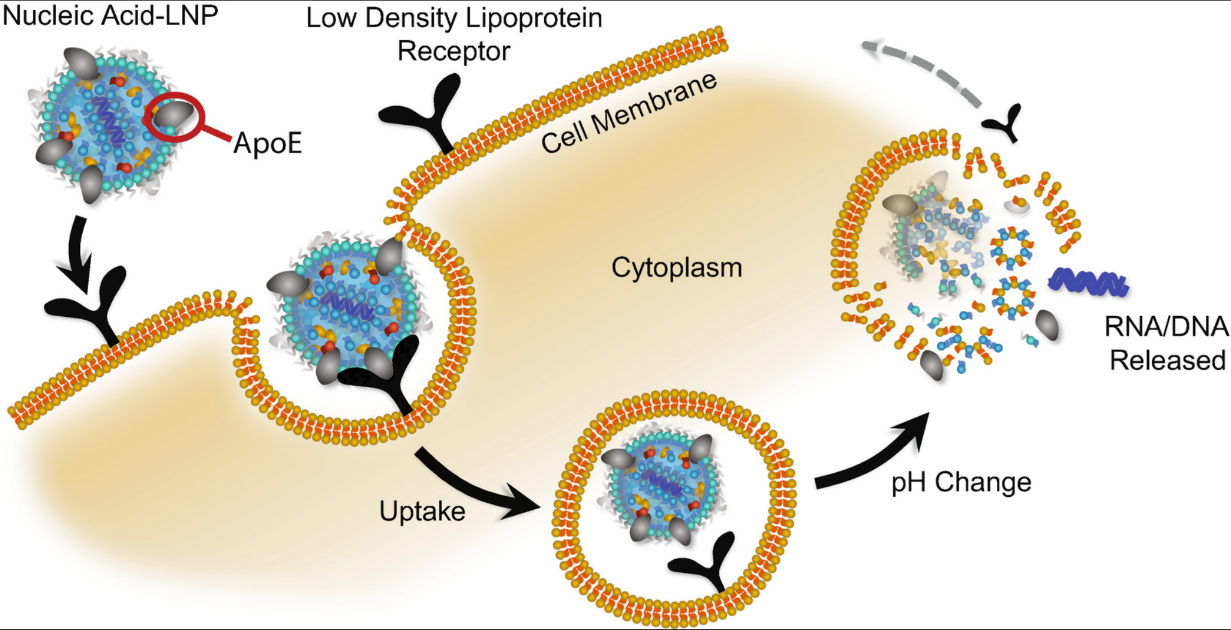 Nucleic Acid-LNP
Low Density Lipoprotein
Receptor
ApoE
Cell Membrane
Cytoplasm
RNA/DNA
Released
Uptake
pH Change